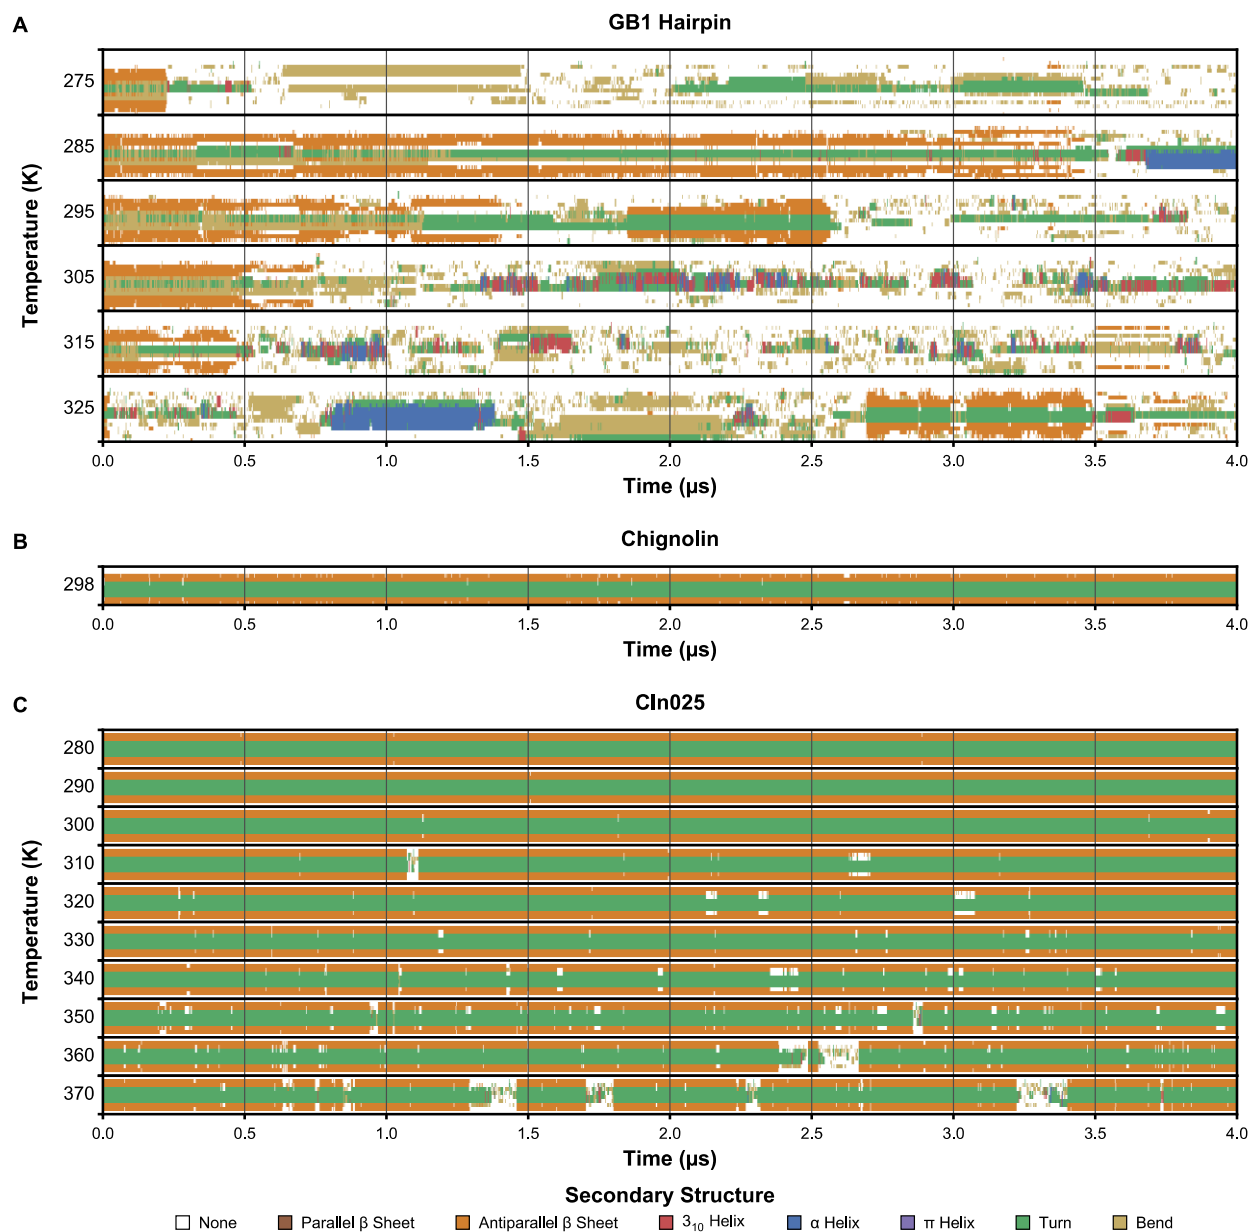 A
GB1 Hairpin
Temperature (K)
275
285
295
305
315
325
0.0 0.5 1.0 1.5 2.0 2.5 3.0 3.5 4.0
Time (µs)
B
Chignolin
298
0.0 0.5 1.0 1.5 2.0 2.5 3.0 3.5 4.0
Time (µs)
C
Cln025
Temperature (K)
280
290
300
310
320
330
340
350
360
370
0.0 0.5 1.0 1.5 2.0 2.5 3.0 3.5 4.0
Time (µs)
Secondary Structure
None Parallel β Sheet Antiparallel β Sheet 3₁₀ Helix α Helix π Helix Turn Bend